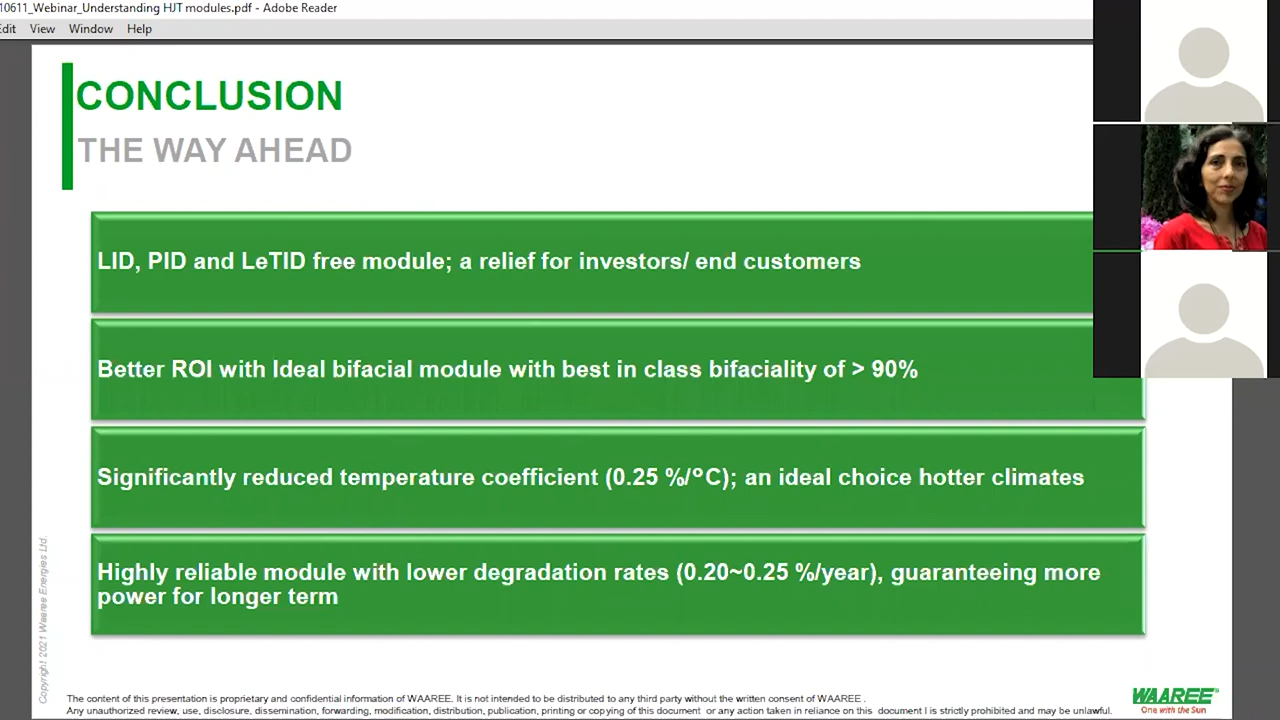 10611_Webinar_Understanding HJT modules.pdf - Adobe Reader
Edit View Window Help
CONCLUSION
THE WAY AHEAD
LID, PID and LeTID free module; a relief for investors/ end customers
Better ROI with Ideal bifacial module with best in class bifaciality of > 90%
Significantly reduced temperature coefficient (0.25 %/°C); an ideal choice hotter climates
Highly reliable module with lower degradation rates (0.20~0.25 %/year), guaranteeing more
power for longer term
Copyright 2021 Waaree Energies Ltd.
The content of this presentation is proprietary and confidential information of WAAREE. It is not intended to be distributed to any third party without the written consent of WAAREE .
Any unauthorized review, use, disclosure, dissemination, forwarding, modification, distribution, publication, printing or copying of this document or any action taken in reliance on this document I is strictly prohibited and may be unlawful.
WAAREE
One with the Sun